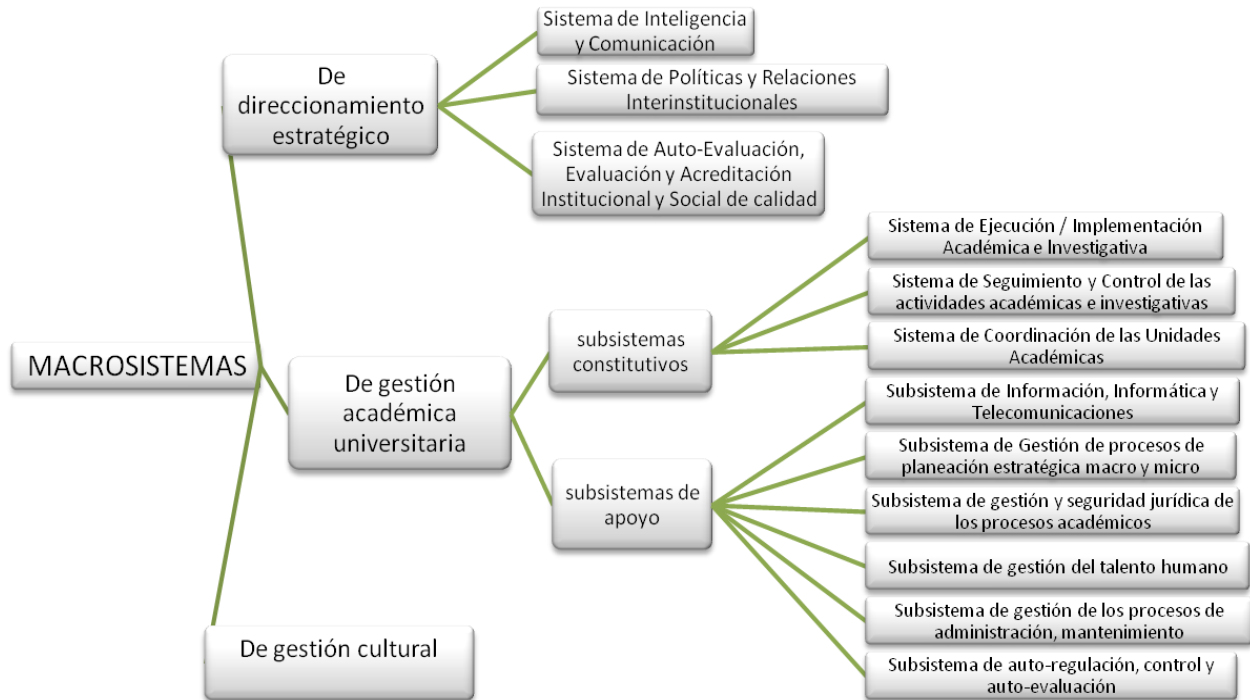 MACROSISTEMAS
De
direccionamiento
estratégico
Sistema de Inteligencia
y Comunicación
Sistema de Políticas y Relaciones
Interinstitucionales
Sistema de Auto-Evaluación,
Evaluación y Acreditación
Institucional y Social de calidad
De gestión
académica
universitaria
subsistemas
constitutivos
Sistema de Ejecución / Implementación
Académica e Investigativa
Sistema de Seguimiento y Control de las
actividades académicas e investigativas
Sistema de Coordinación de las Unidades
Académicas
subsistemas de
apoyo
Subsistema de Información, Informática y
Telecomunicaciones
Subsistema de Gestión de procesos de
planeación estratégica macro y micro
Subsistema de gestión y seguridad jurídica de
los procesos académicos
Subsistema de gestión del talento humano
Subsistema de gestión de los procesos de
administración, mantenimiento
Subsistema de auto-regulación, control y
auto-evaluación
De gestión cultural